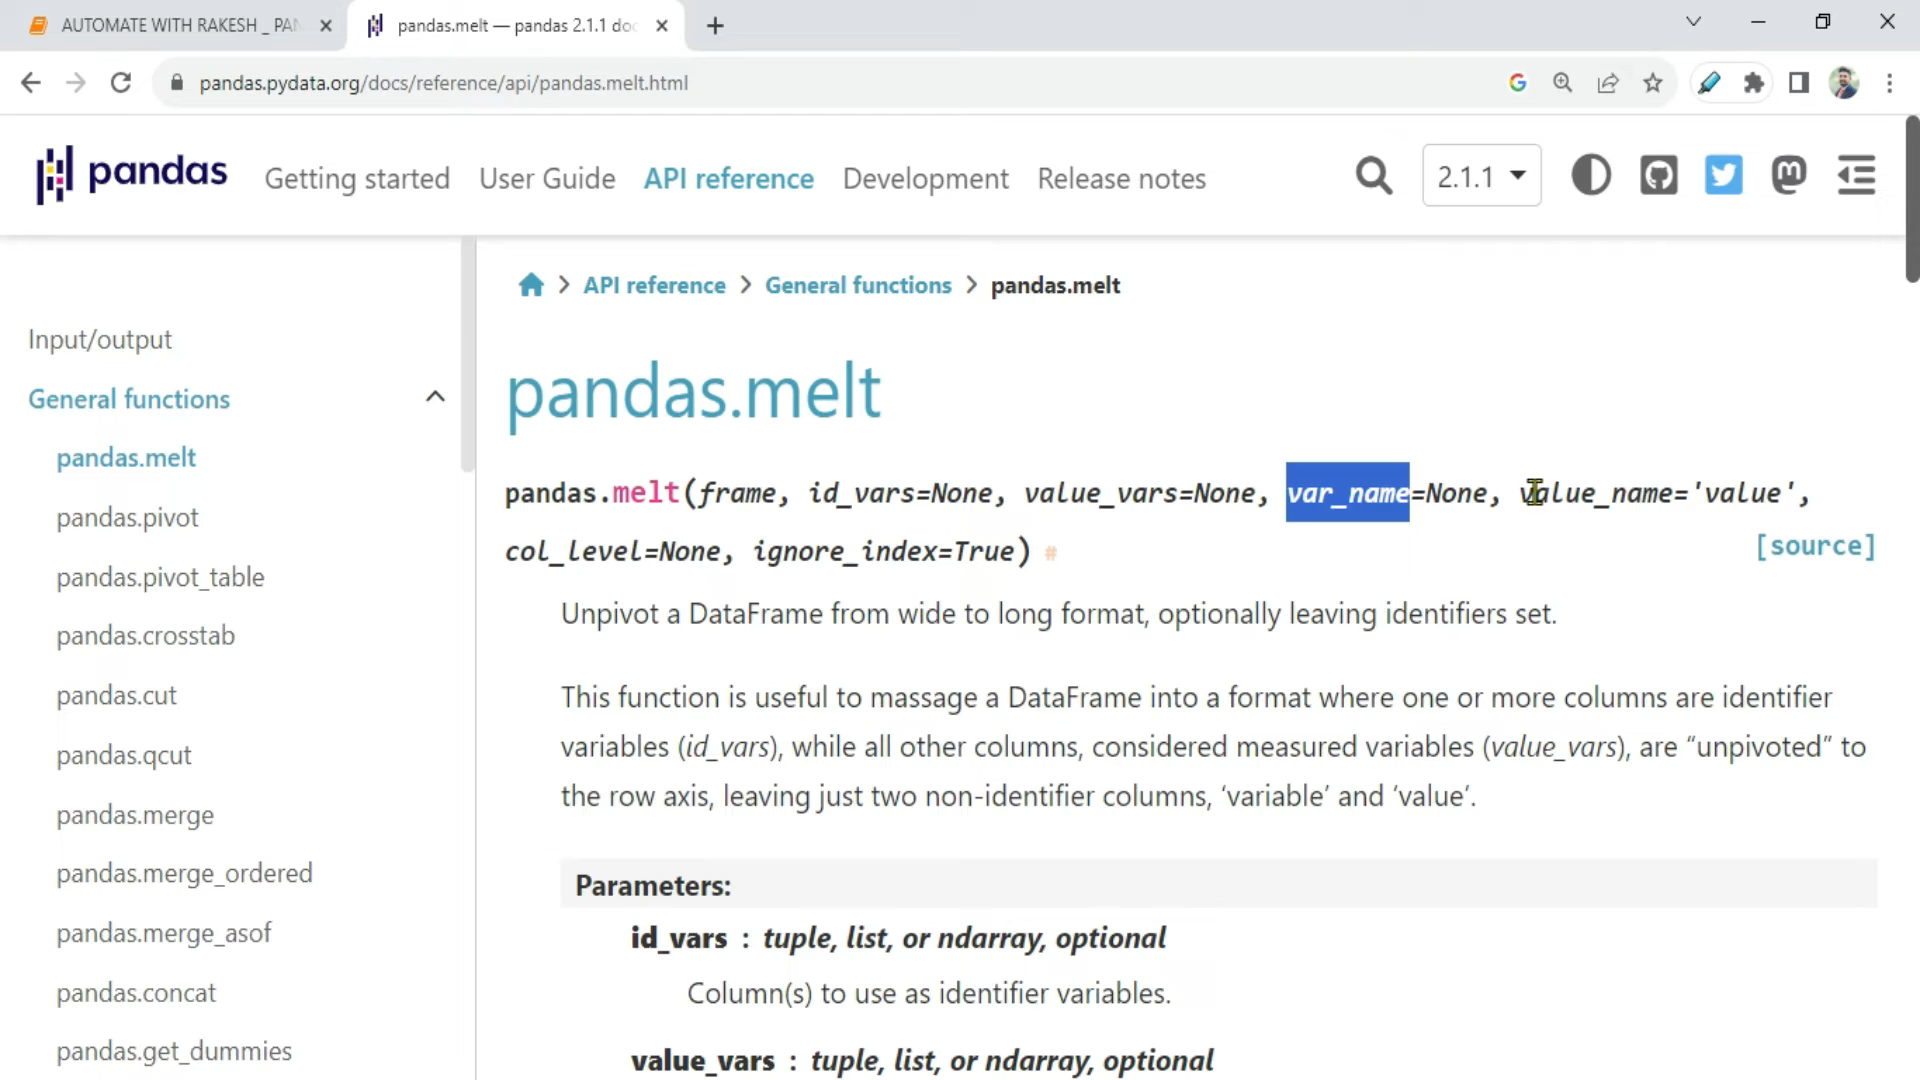 AUTOMATE WITH RAKESH _ PAN
pandas.melt — pandas 2.1.1 doc
pandas.pydata.org/docs/reference/api/pandas.melt.html
pandas
Getting started User Guide API reference Development Release notes
2.1.1
API reference > General functions > pandas.melt
Input/output
General functions
pandas.melt
pandas.pivot
pandas.pivot_table
pandas.crosstab
pandas.cut
pandas.qcut
pandas.merge
pandas.merge_ordered
pandas.merge_asof
pandas.concat
pandas.get_dummies
pandas.melt
pandas.melt(frame, id_vars=None, value_vars=None, var_name=None, value_name='value',
col_level=None, ignore_index=True) #
[source]
Unpivot a DataFrame from wide to long format, optionally leaving identifiers set.
This function is useful to massage a DataFrame into a format where one or more columns are identifier
variables (id_vars), while all other columns, considered measured variables (value_vars), are “unpivoted” to
the row axis, leaving just two non-identifier columns, ‘variable’ and ‘value’.
Parameters:
id_vars : tuple, list, or ndarray, optional
Column(s) to use as identifier variables.
value_vars : tuple, list, or ndarray, optional